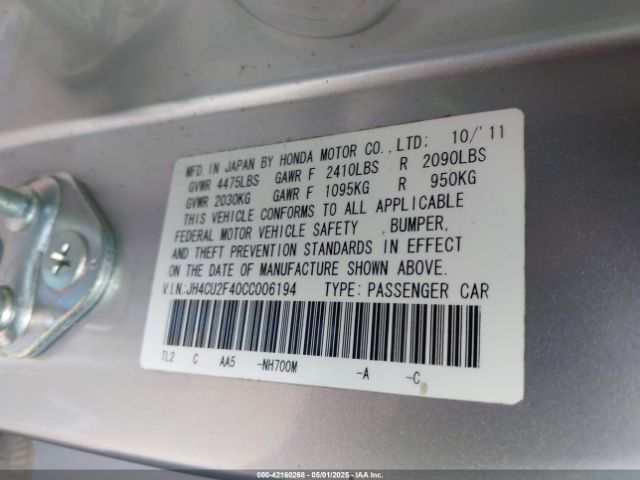 MFD. IN JAPAN BY HONDA MOTOR CO.,LTD: 10/'11
GVWR 4475LBS GAWR F 2410LBS R 2090LBS
GVWR 2030KG GAWR F 1095KG R 950KG
THIS VEHICLE CONFORMS TO ALL APPLICABLE
FEDERAL MOTOR VEHICLE SAFETY ,BUMPER,
AND THEFT PREVENTION STANDARDS IN EFFECT
ON THE DATE OF MANUFACTURE SHOWN ABOVE.
V.I.N.:JH4CU2F40CC006194 TYPE: PASSENGER CAR
TL2 C AA5 -NH700M -A -C
000-42160268 - 05/01/2025 - IAA Inc.